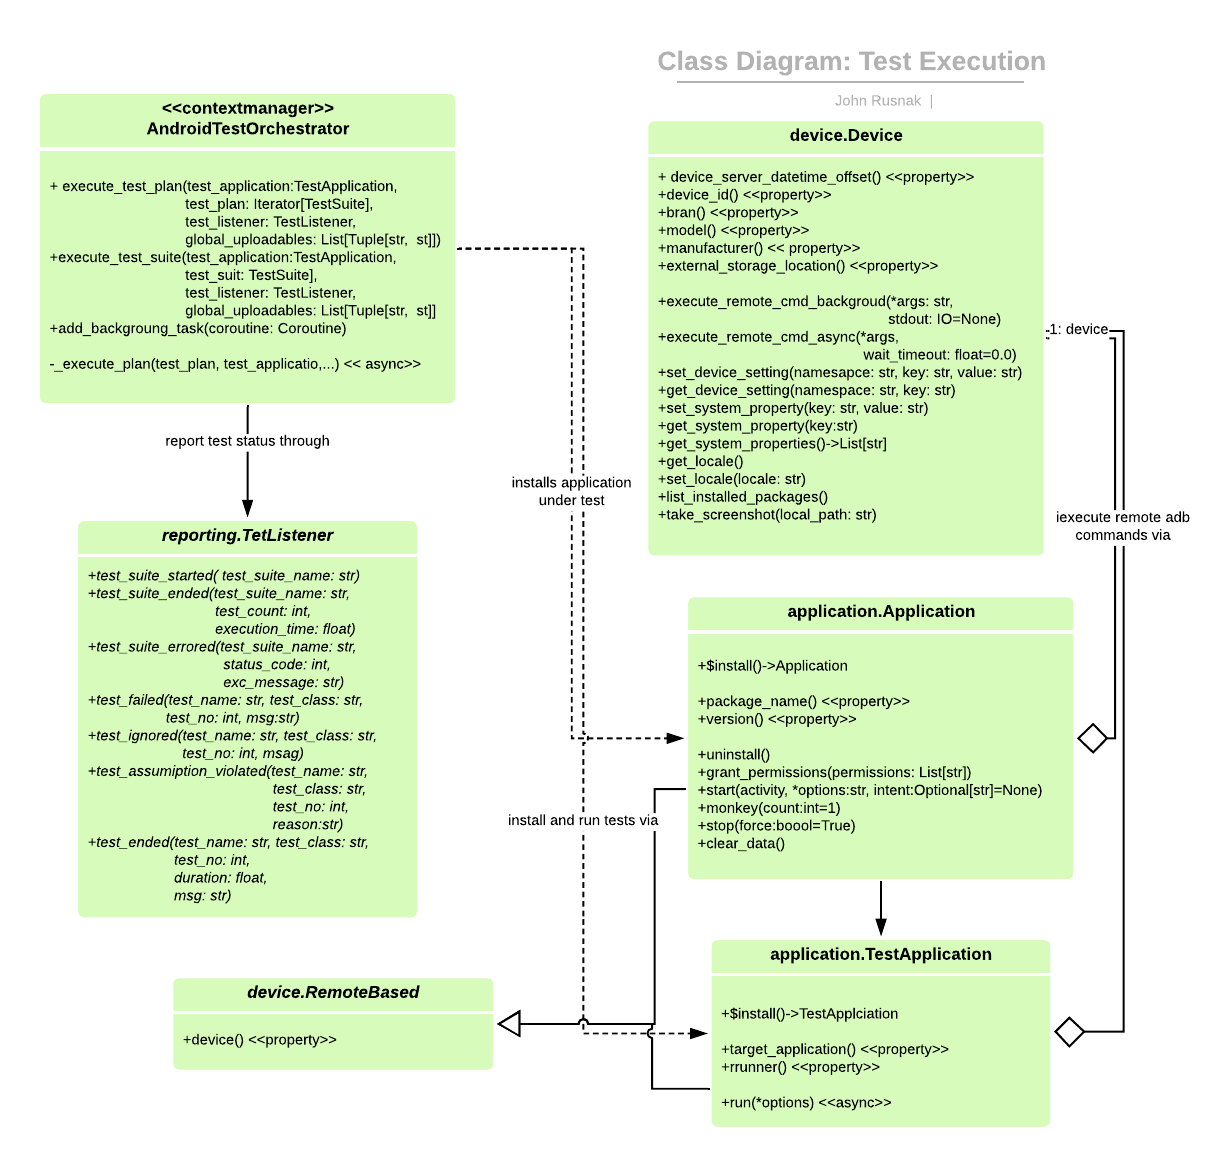 Class Diagram: Test Execution
John Rusnak |
<<contextmanager>>
AndroidTestOrchestrator
+ execute_test_plan(test_application:TestApplication,
test_plan: Iterator[TestSuite],
test_listener: TestListener,
global_uploadables: List[Tuple[str, st]])
+execute_test_suite(test_application:TestApplication,
test_suit: TestSuite],
test_listener: TestListener,
global_uploadables: List[Tuple[str, st]]
+add_backgroung_task(coroutine: Coroutine)
-_execute_plan(test_plan, test_applicatio,...) << async>>
report test status through
reporting.TetListener
+test_suite_started( test_suite_name: str)
+test_suite_ended(test_suite_name: str,
test_count: int,
execution_time: float)
+test_suite_errored(test_suite_name: str,
status_code: int,
exc_message: str)
+test_failed(test_name: str, test_class: str,
test_no: int, msg:str)
+test_ignored(test_name: str, test_class: str,
test_no: int, msag)
+test_assumiption_violated(test_name: str,
test_class: str,
test_no: int,
reason:str)
+test_ended(test_name: str, test_class: str,
test_no: int,
duration: float,
msg: str)
device.RemoteBased
+device() <<property>>
installs application
under test
install and run tests via
device.Device
+ device_server_datetime_offset() <<property>>
+device_id() <<property>>
+bran() <<property>>
+model() <<property>>
+manufacturer() << property>>
+external_storage_location() <<property>>
+execute_remote_cmd_backgroud(*args: str,
stdout: IO=None)
+execute_remote_cmd_async(*args,
wait_timeout: float=0.0)
+set_device_setting(namesapce: str, key: str, value: str)
+get_device_setting(namespace: str, key: str)
+set_system_property(key: str, value: str)
+get_system_property(key:str)
+get_system_properties()->List[str]
+get_locale()
+set_locale(locale: str)
+list_installed_packages()
+take_screenshot(local_path: str)
1: device
iexecute remote adb
commands via
application.Application
+$install()->Application
+package_name() <<property>>
+version() <<property>>
+uninstall()
+grant_permissions(permissions: List[str])
+start(activity, *options:str, intent:Optional[str]=None)
+monkey(count:int=1)
+stop(force:boool=True)
+clear_data()
application.TestApplication
+$install()->TestApplciation
+target_application() <<property>>
+rrunner() <<property>>
+run(*options) <<async>>